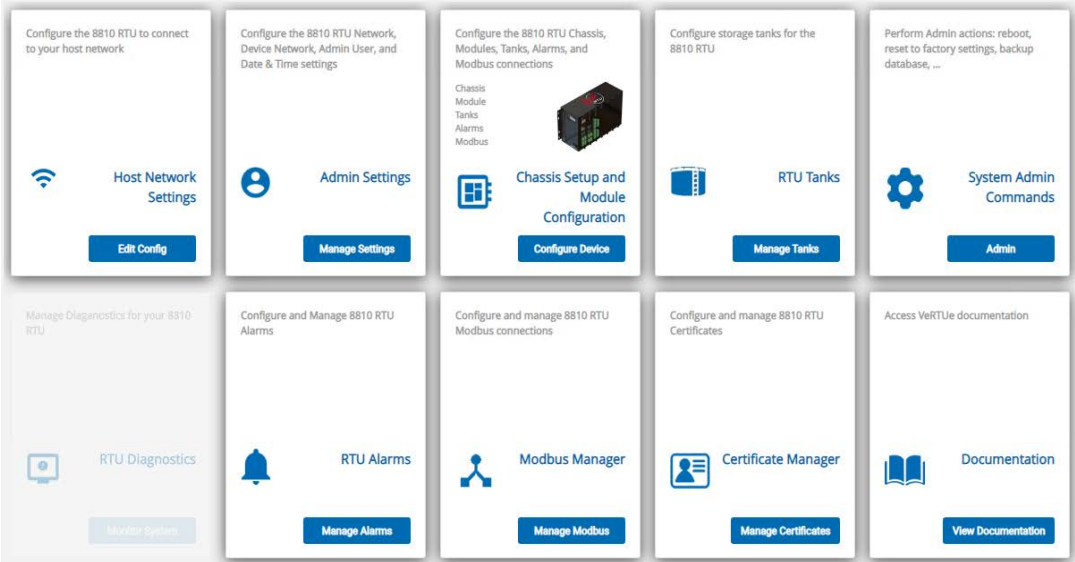 Configure the 8810 RTU to connect
to your host network
Host Network
Settings
Edit Config
Configure the 8810 RTU Network,
Device Network, Admin User, and
Date & Time settings
Admin Settings
Manage Settings
Configure the 8810 RTU Chassis,
Modules, Tanks, Alarms, and
Modbus connections
Chassis
Module
Tanks
Alarms
Modbus
Chassis Setup and
Module
Configuration
Configure Device
Configure storage tanks for the
8810 RTU
RTU Tanks
Manage Tanks
Perform Admin actions: reboot,
reset to factory settings, backup
database, ...
System Admin
Commands
Admin
Manage Diaganostics for your 8810
RTU
RTU Diagnostics
Monitor System
Configure and Manage 8810 RTU
Alarms
RTU Alarms
Manage Alarms
Configure and manage 8810 RTU
Modbus connections
Modbus Manager
Manage Modbus
Configure and manage 8810 RTU
Certificates
Certificate Manager
Manage Certificates
Access VeRTUe documentation
Documentation
View Documentation